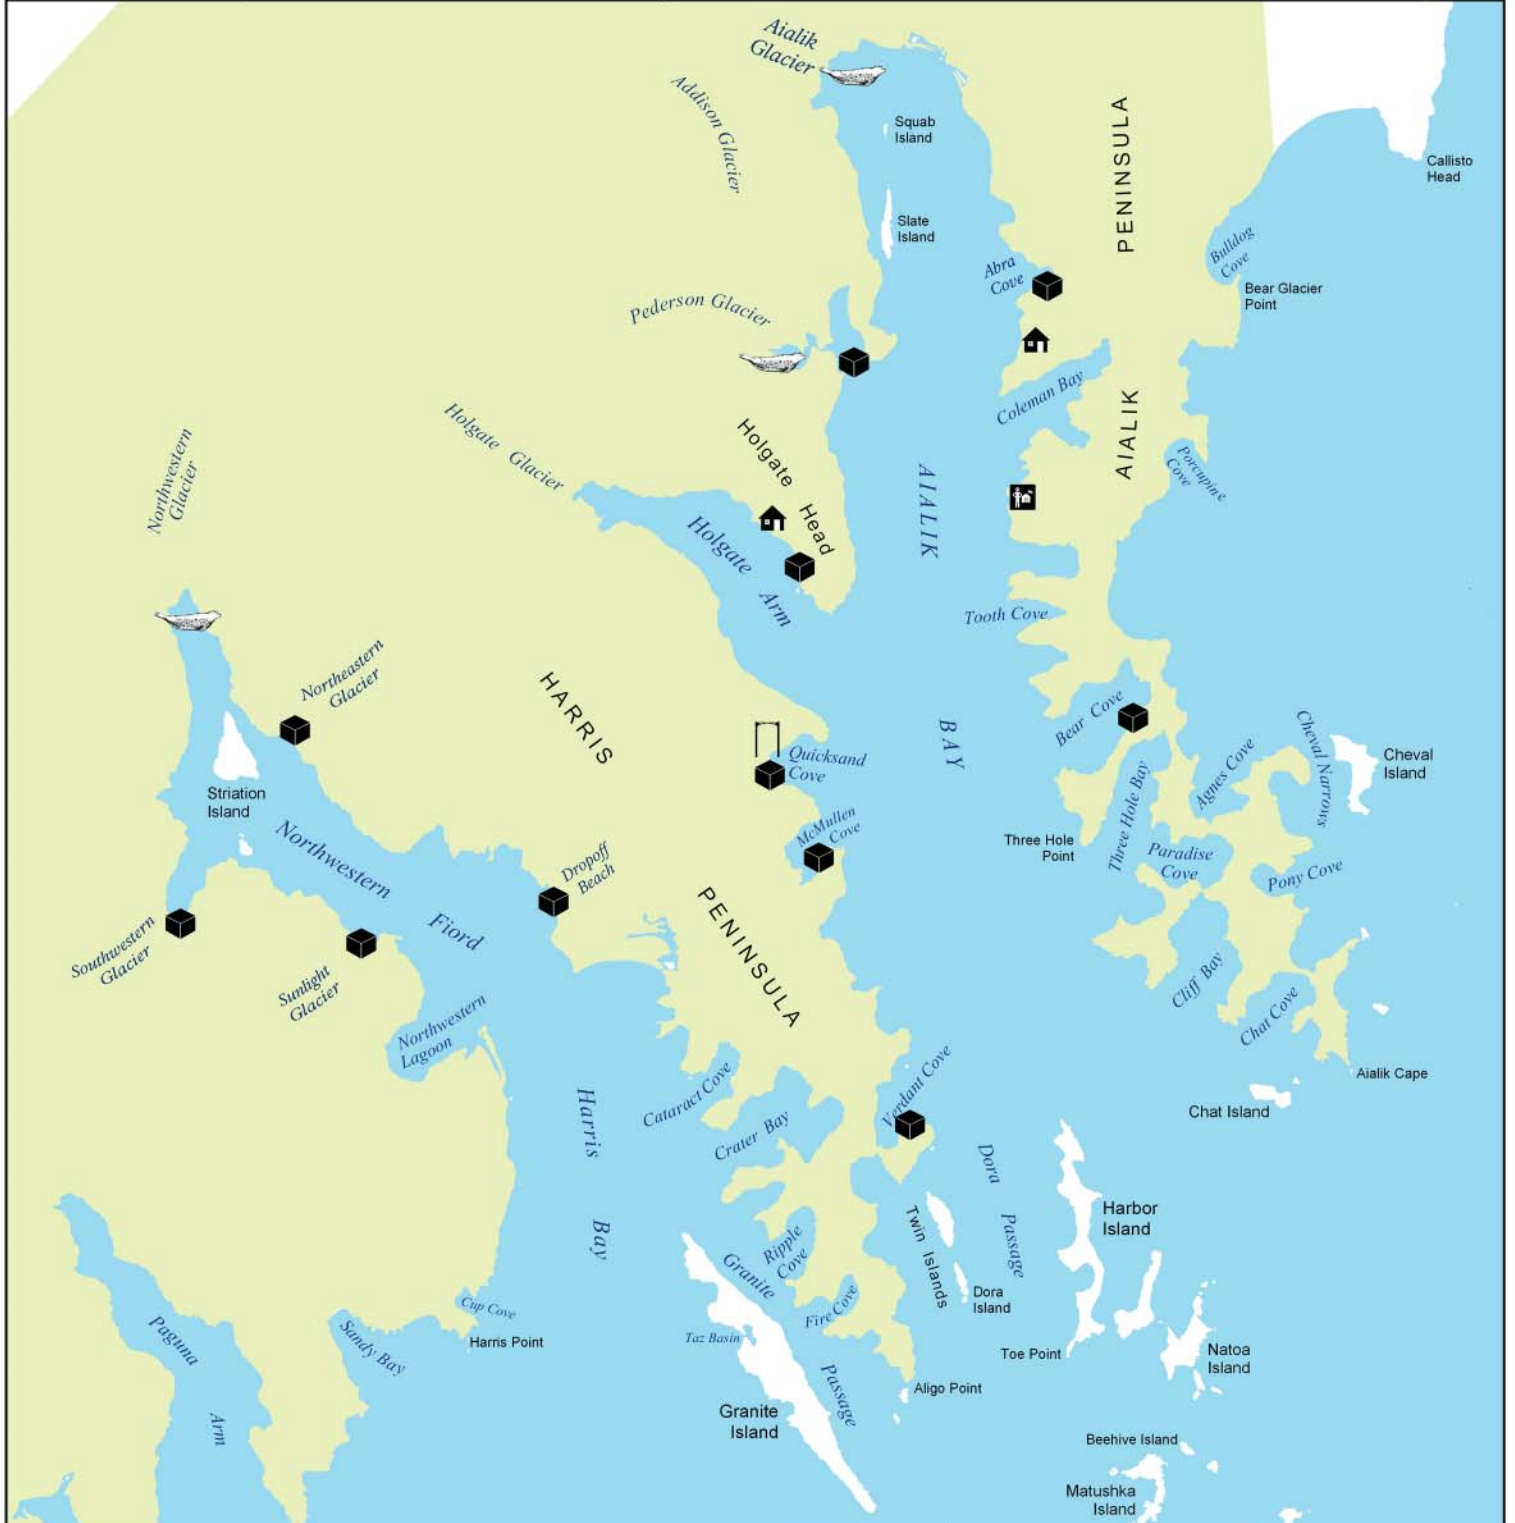 Aialik
Glacier
Addison Glacier
Squab
Island
PENINSULA
Callisto
Head
Slate
Island
Bulldog
Cove
Abra
Cove
Bear Glacier
Point
Pederson Glacier
Coleman Bay
AIALIK
Holgate Glacier
Holgate Head
Northwestern
Glacier
AIALIK
Porcupine
Cove
Holgate Arm
Tooth Cove
Northeastern
Glacier
HARRIS
Bear Cove
BAY
Cheval Narrows
Cheval
Island
Quicksand
Cove
Agnes Cove
Three Hole Bay
Striation
Island
Northwestern Fiord
McMullen
Cove
Three Hole
Point
Paradise
Cove
Pony Cove
Dropoff
Beach
PENINSULA
Southwestern
Glacier
Sunlight
Glacier
Cliff Bay
Chat Cove
Northwestern
Lagoon
Verdant Cove
Aialik Cape
Cataract Cove
Chat Island
Harris Bay
Crater Bay
Dora Passage
Harbor
Island
Twin Islands
Ripple
Cove
Granite Passage
Dora
Island
Fire Cove
Cup Cove
Harris Point
Paguna Arm
Sandy Bay
Taz Basin
Toe Point
Natoa
Island
Aligo Point
Granite
Island
Beehive Island
Matushka
Island